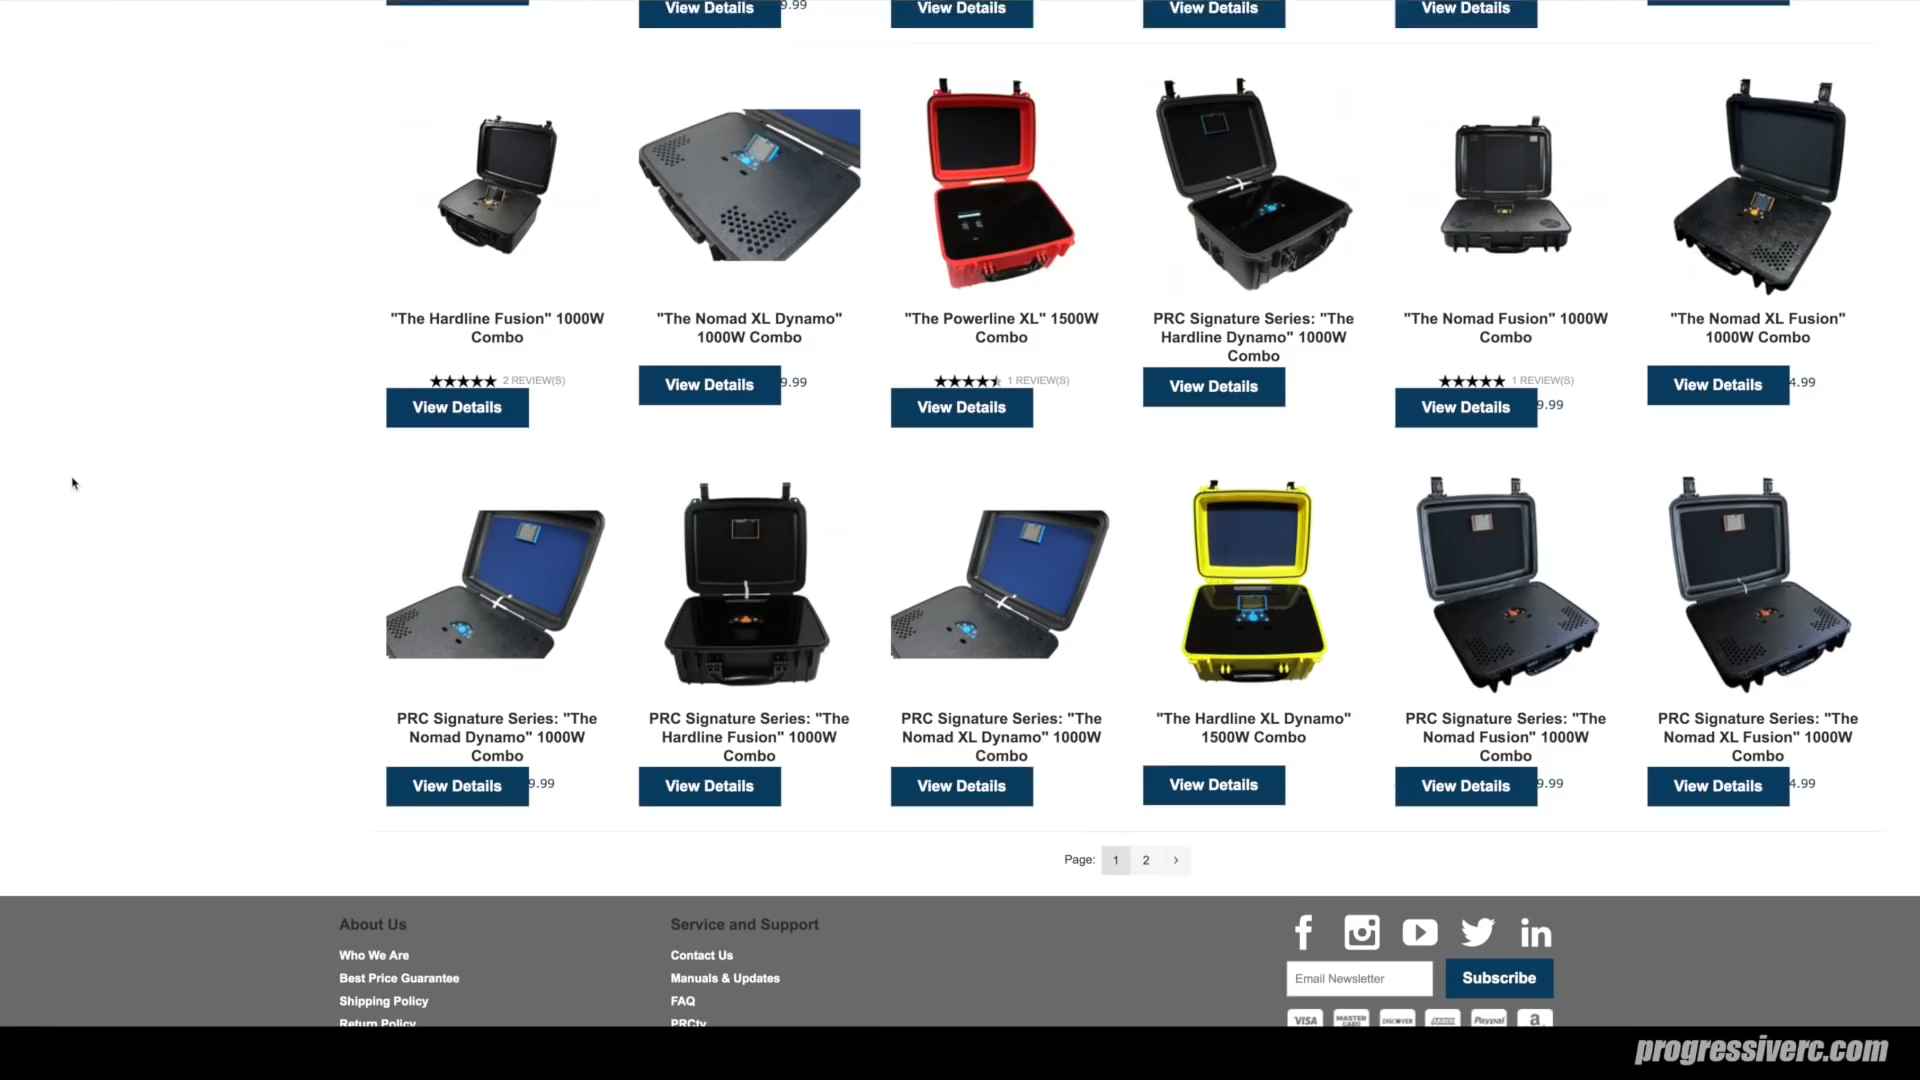 View Details 9.99 View Details View Details View Details
"The Hardline Fusion" 1000W
Combo
2 REVIEW(S)
View Details
"The Nomad XL Dynamo"
1000W Combo
View Details 9.99
"The Powerline XL" 1500W
Combo
1 REVIEW(S)
View Details
PRC Signature Series: "The
Hardline Dynamo" 1000W
Combo
View Details
"The Nomad Fusion" 1000W
Combo
1 REVIEW(S)
View Details 9.99
"The Nomad XL Fusion"
1000W Combo
View Details 4.99
PRC Signature Series: "The
Nomad Dynamo" 1000W
Combo
View Details 9.99
PRC Signature Series: "The
Hardline Fusion" 1000W
Combo
View Details
PRC Signature Series: "The
Nomad XL Dynamo" 1000W
Combo
View Details
"The Hardline XL Dynamo"
1500W Combo
View Details
PRC Signature Series: "The
Nomad Fusion" 1000W
Combo
View Details 9.99
PRC Signature Series: "The
Nomad XL Fusion" 1000W
Combo
View Details 4.99
Page: 1 2 >
About Us
Who We Are
Best Price Guarantee
Shipping Policy
Return Policy
Service and Support
Contact Us
Manuals & Updates
FAQ
PRCtv
Email Newsletter Subscribe
VISA MASTER CARD DISCOVER AMEX Paypal a
progressiverc.com